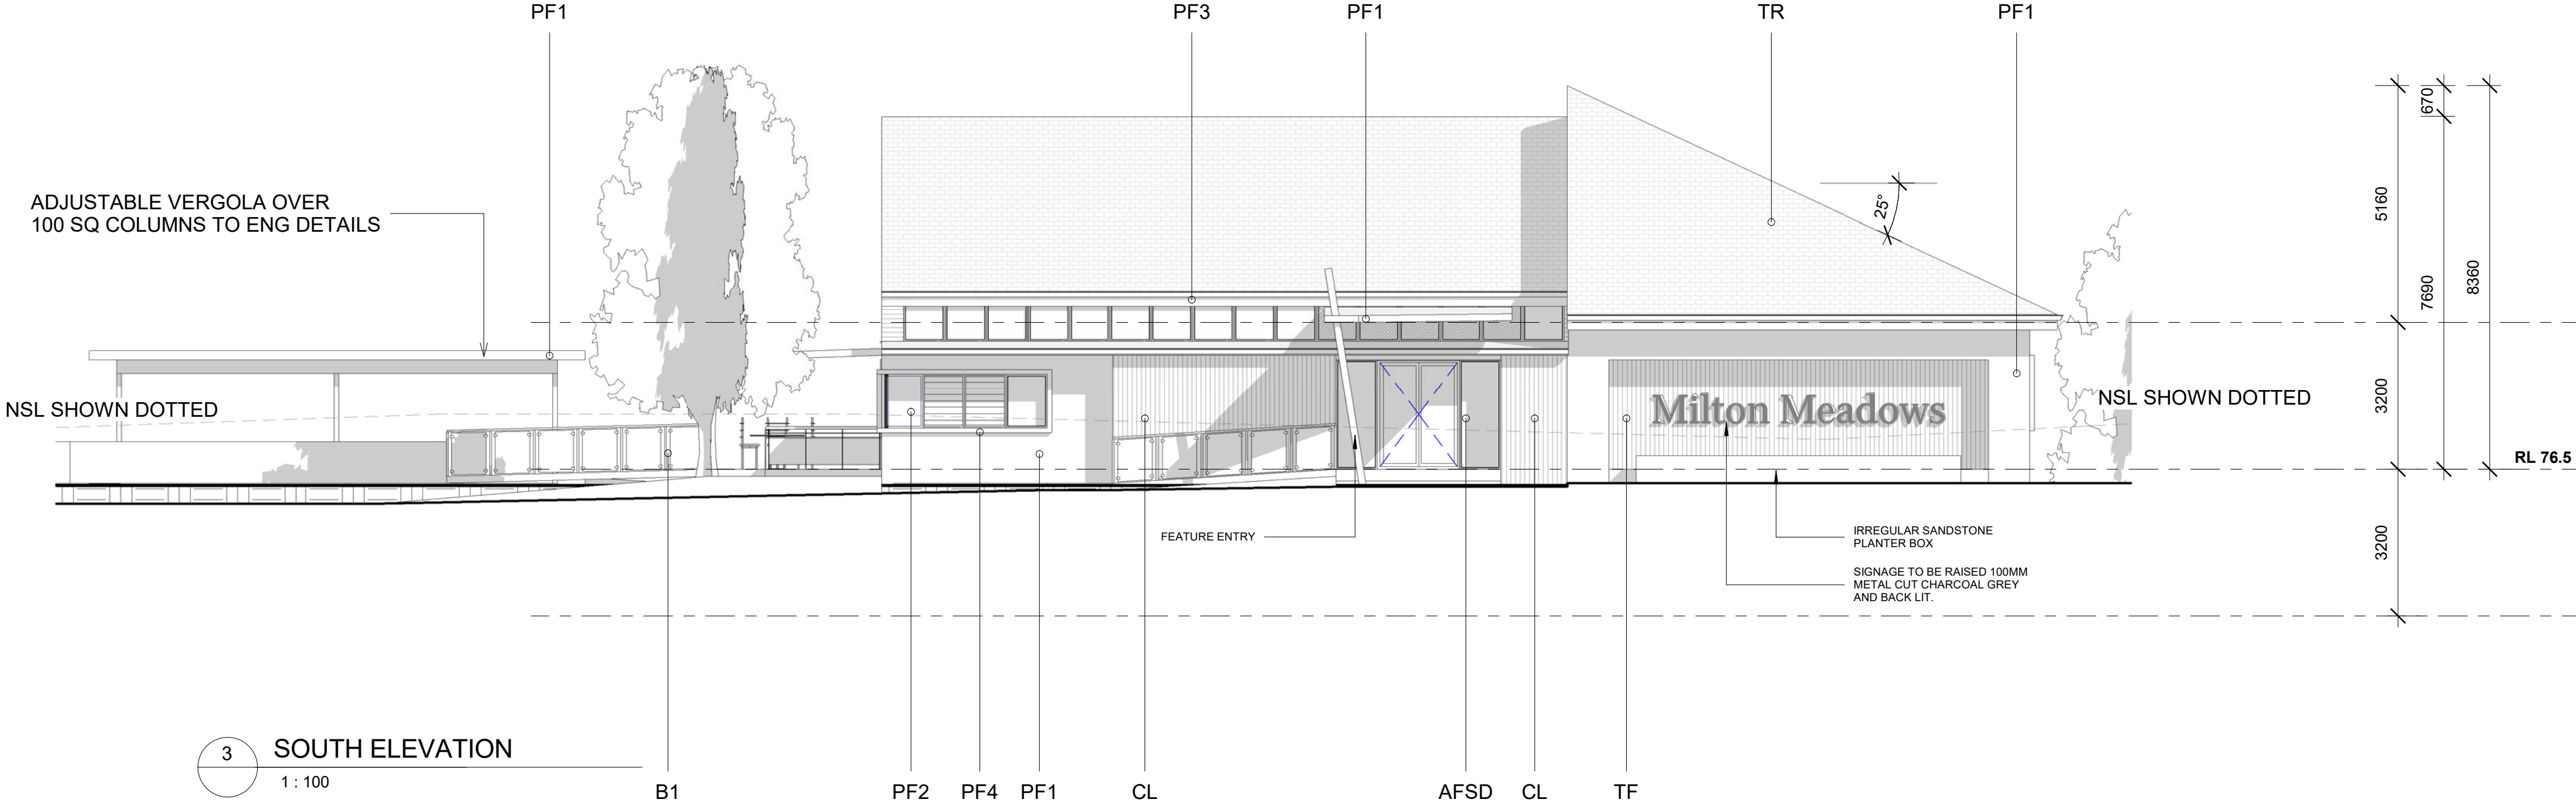 PF1
PF3
PF1
TR
PF1
ADJUSTABLE VERGOLA OVER
100 SQ COLUMNS TO ENG DETAILS
25°
670
5160
7690
8360
3200
3200
NSL SHOWN DOTTED
Milton Meadows
NSL SHOWN DOTTED
RL 76.5
FEATURE ENTRY
IRREGULAR SANDSTONE
PLANTER BOX
SIGNAGE TO BE RAISED 100MM
METAL CUT CHARCOAL GREY
AND BACK LIT.
3
SOUTH ELEVATION
1 : 100
B1
PF2
PF4
PF1
CL
AFSD
CL
TF